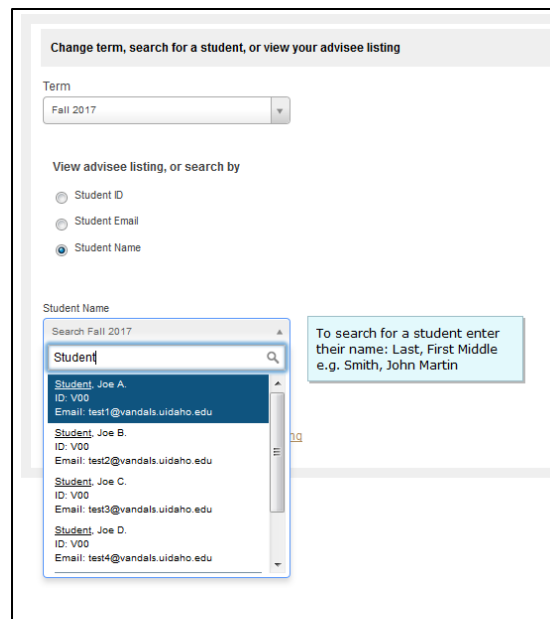 Change term, search for a student, or view your advisee listing
Term
Fall 2017
View advisee listing, or search by
Student ID
Student Email
Student Name
Student Name
Search Fall 2017
Student
To search for a student enter
their name: Last, First Middle
e.g. Smith, John Martin
Student, Joe A.
ID: V00
Email: test1@vandals.uidaho.edu
Student, Joe B.
ID: V00
Email: test2@vandals.uidaho.edu
Student, Joe C.
ID: V00
Email: test3@vandals.uidaho.edu
Student, Joe D.
ID: V00
Email: test4@vandals.uidaho.edu